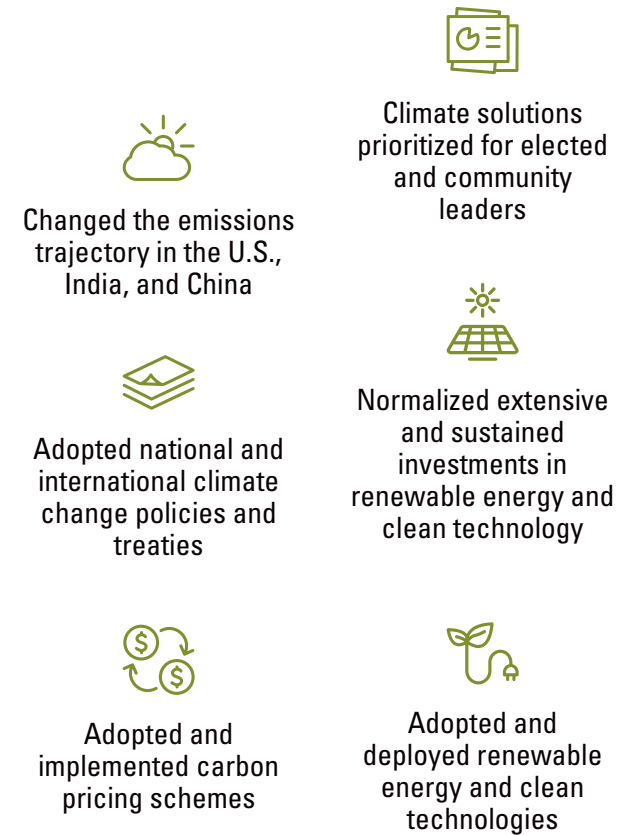 Changed the emissions
trajectory in the U.S.,
India, and China
Adopted national and
international climate
change policies and
treaties
$
$
Adopted and
implemented carbon
pricing schemes
Climate solutions
prioritized for elected
and community
leaders
Normalized extensive
and sustained
investments in
renewable energy and
clean technology
Adopted and
deployed renewable
energy and clean
technologies